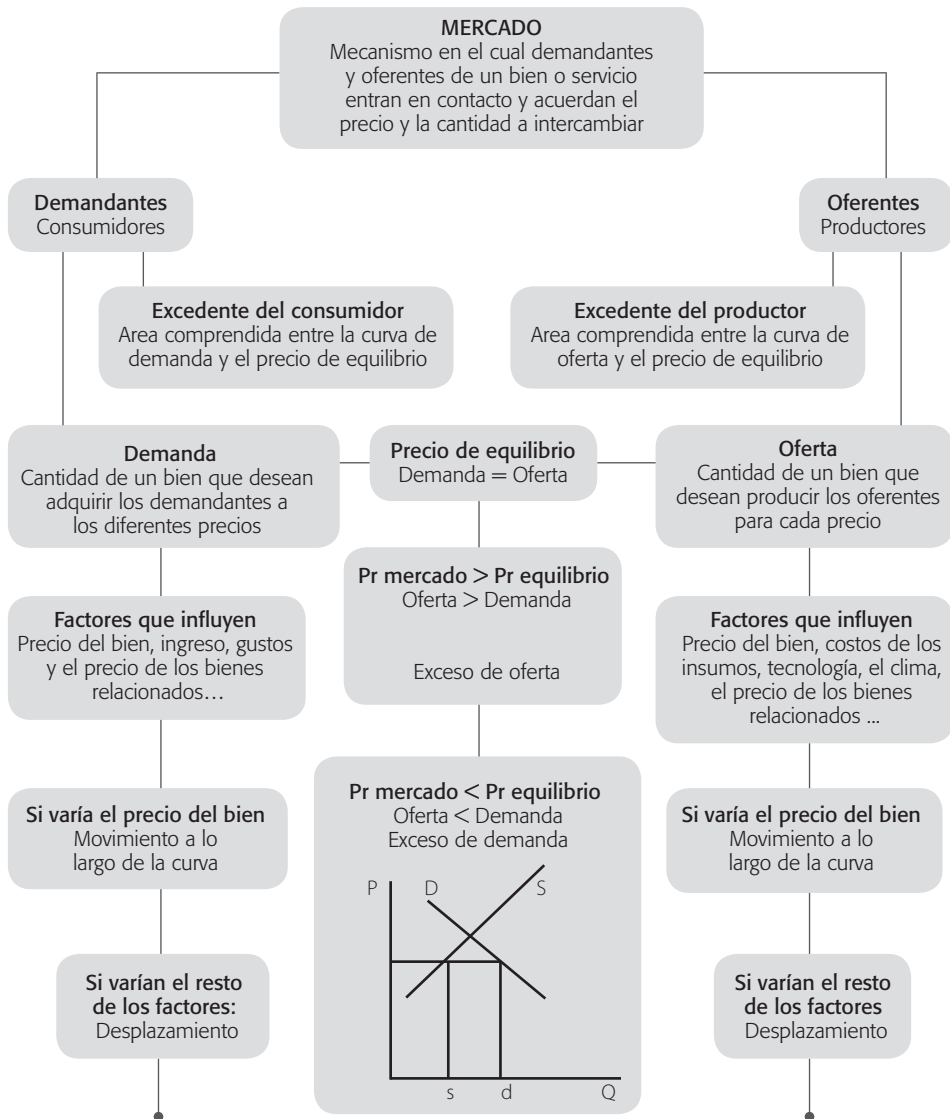 MERCADO
Mecanismo en el cual demandantes
y oferentes de un bien o servicio
entran en contacto y acuerdan el
precio y la cantidad a intercambiar
Demandantes
Consumidores
Oferentes
Productores
Excedente del consumidor
Area comprendida entre la curva de
demanda y el precio de equilibrio
Excedente del productor
Area comprendida entre la curva de
oferta y el precio de equilibrio
Demanda
Cantidad de un bien que desean
adquirir los demandantes a
los diferentes precios
Precio de equilibrio
Demanda = Oferta
Oferta
Cantidad de un bien que
desean producir los oferentes
para cada precio
Pr mercado > Pr equilibrio
Oferta > Demanda
Exceso de oferta
Factores que influyen
Precio del bien, ingreso, gustos
y el precio de los bienes
relacionados...
Factores que influyen
Precio del bien, costos de los
insumos, tecnología, el clima,
el precio de los bienes
relacionados ...
Pr mercado < Pr equilibrio
Oferta < Demanda
Exceso de demanda
P
D
S
s
d
Q
Si varía el precio del bien
Movimiento a lo
largo de la curva
Si varía el precio del bien
Movimiento a lo
largo de la curva
Si varían el resto
de los factores:
Desplazamiento
Si varían el resto
de los factores
Desplazamiento